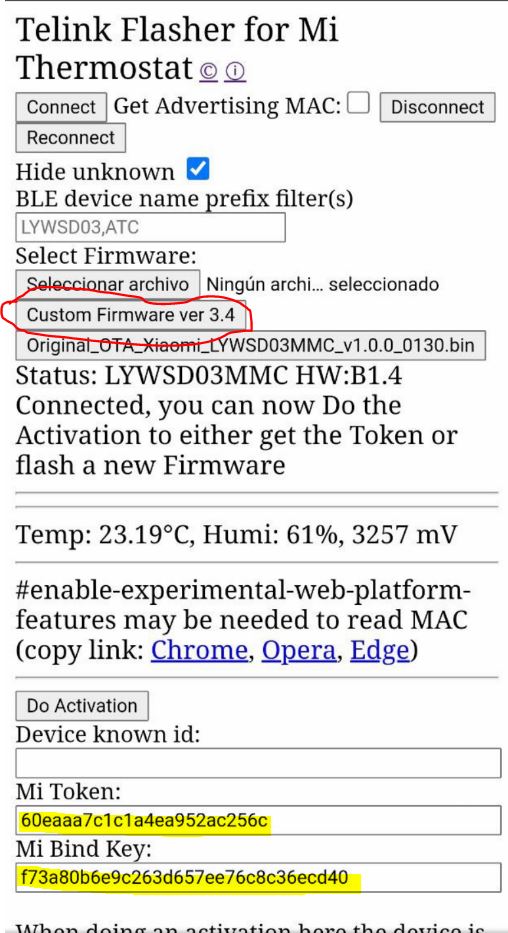 Telink Flasher for Mi
Thermostat © ⓘ
Connect Get Advertising MAC: Disconnect
Reconnect
Hide unknown
BLE device name prefix filter(s)
LYWSD03,ATC
Select Firmware:
Seleccionar archivo Ningún archi... seleccionado
Custom Firmware ver 3.4
Original_OTA_Xiaomi_LYWSD03MMC_v1.0.0_0130.bin
Status: LYWSD03MMC HW:B1.4
Connected, you can now Do the
Activation to either get the Token or
flash a new Firmware
Temp: 23.19°C, Humi: 61%, 3257 mV
#enable-experimental-web-platform-
features may be needed to read MAC
(copy link: Chrome, Opera, Edge)
Do Activation
Device known id:
Mi Token:
60eaaa7c1c1a4ea952ac256c
Mi Bind Key:
f73a80b6e9c263d657ee76c8c36ecd40
When doing an activation here the device is